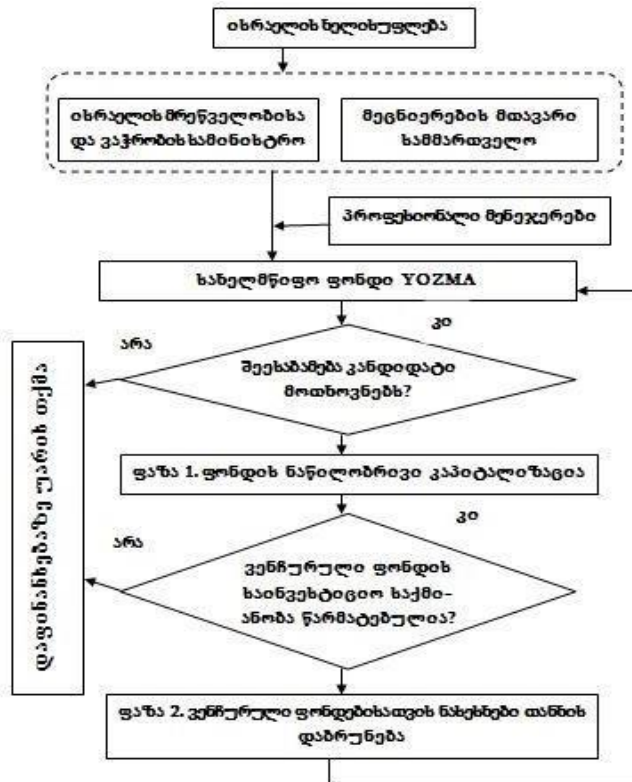 ისრაელის ხელისუფლება
ისრაელის მრეწველობისა
და ვაჭრობის სამინისტრო
მეცნიერების მთავარი
სამმართველო
პროფესიონალი მენეჯერები
სახელმწიფო ფონდი YOZMA
კი
არა
შეესაბამება კანდიდატი
მოთხოვნებს?
დაფინანსებაზე უარის თქმა
ფაზა 1. ფონდის ნაწილობრივი კაპიტალიზაცია
კი
არა
ვენჩურული ფონდის
საინვესტიციო საქმი-
ანობა წარმატებულია?
ფაზა 2. ვენჩურული ფონდებისათვის ნასესხები თანხის
დაბრუნება